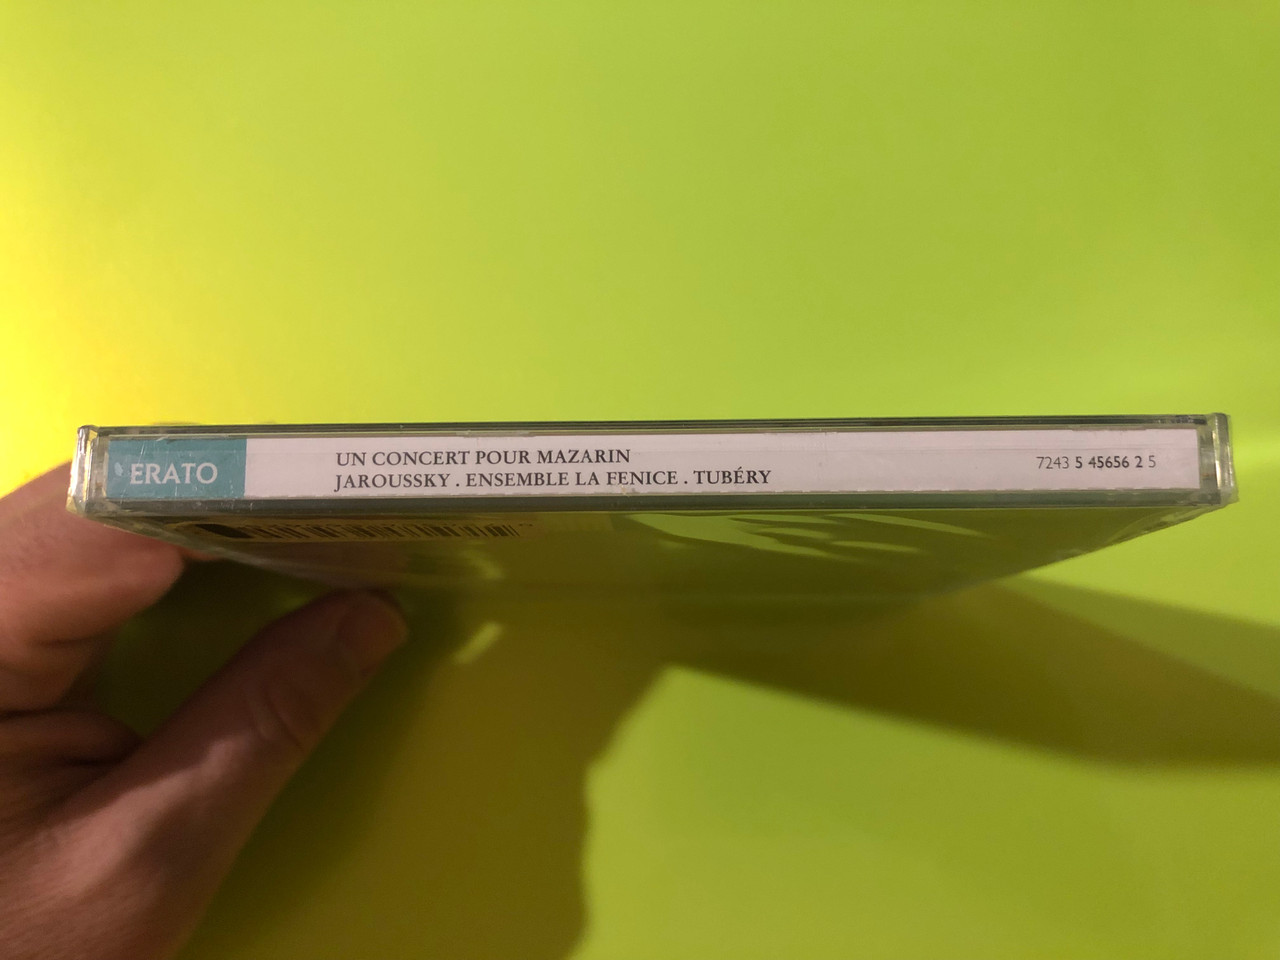 ERATO
UN CONCERT POUR MAZARIN
JAROUSSKY . ENSEMBLE LA FENICE . TUBÉRY
7243 5 45656 2 5